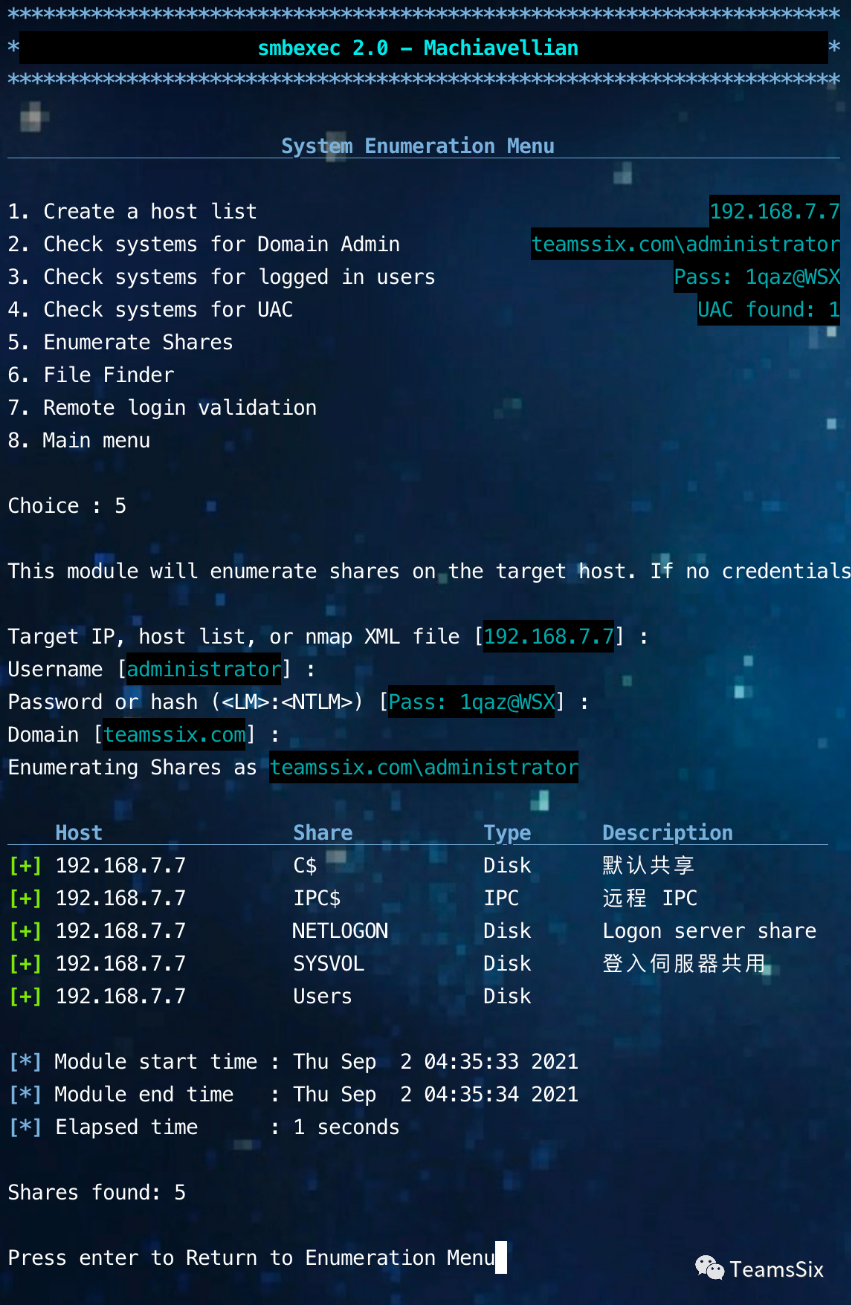 **********************************************************************
* smbexec 2.0 - Machiavellian *
**********************************************************************
System Enumeration Menu
1. Create a host list 192.168.7.7
2. Check systems for Domain Admin teamssix.com\administrator
3. Check systems for logged in users Pass: 1qaz@WSX
4. Check systems for UAC UAC found: 1
5. Enumerate Shares
6. File Finder
7. Remote login validation
8. Main menu
Choice : 5
This module will enumerate shares on the target host. If no credentials
Target IP, host list, or nmap XML file [192.168.7.7] :
Username [administrator] :
Password or hash (<LM>:<NTLM>) [Pass: 1qaz@WSX] :
Domain [teamssix.com] :
Enumerating Shares as teamssix.com\administrator
Host Share Type Description
[+] 192.168.7.7 C$ Disk 默认共享
[+] 192.168.7.7 IPC$ IPC 远程 IPC
[+] 192.168.7.7 NETLOGON Disk Logon server share
[+] 192.168.7.7 SYSVOL Disk 登入伺服器共用
[+] 192.168.7.7 Users Disk
[*] Module start time : Thu Sep  2 04:35:33 2021
[*] Module end time   : Thu Sep  2 04:35:34 2021
[*] Elapsed time      : 1 seconds
Shares found: 5
Press enter to Return to Enumeration Menu
TeamsSix